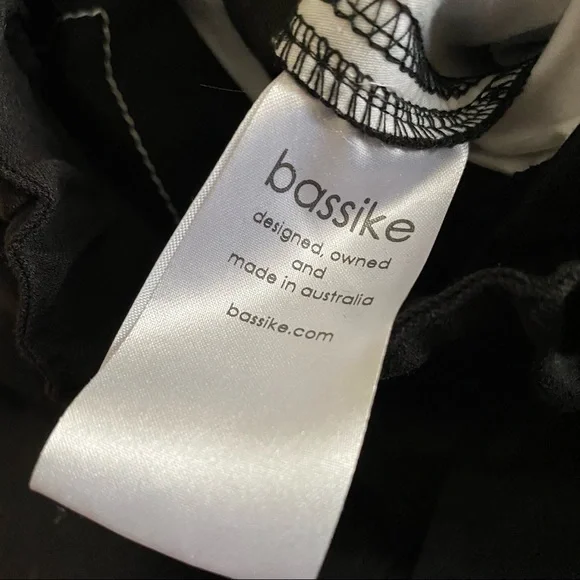 bassike
designed, owned
and
made in australia
bassike.com